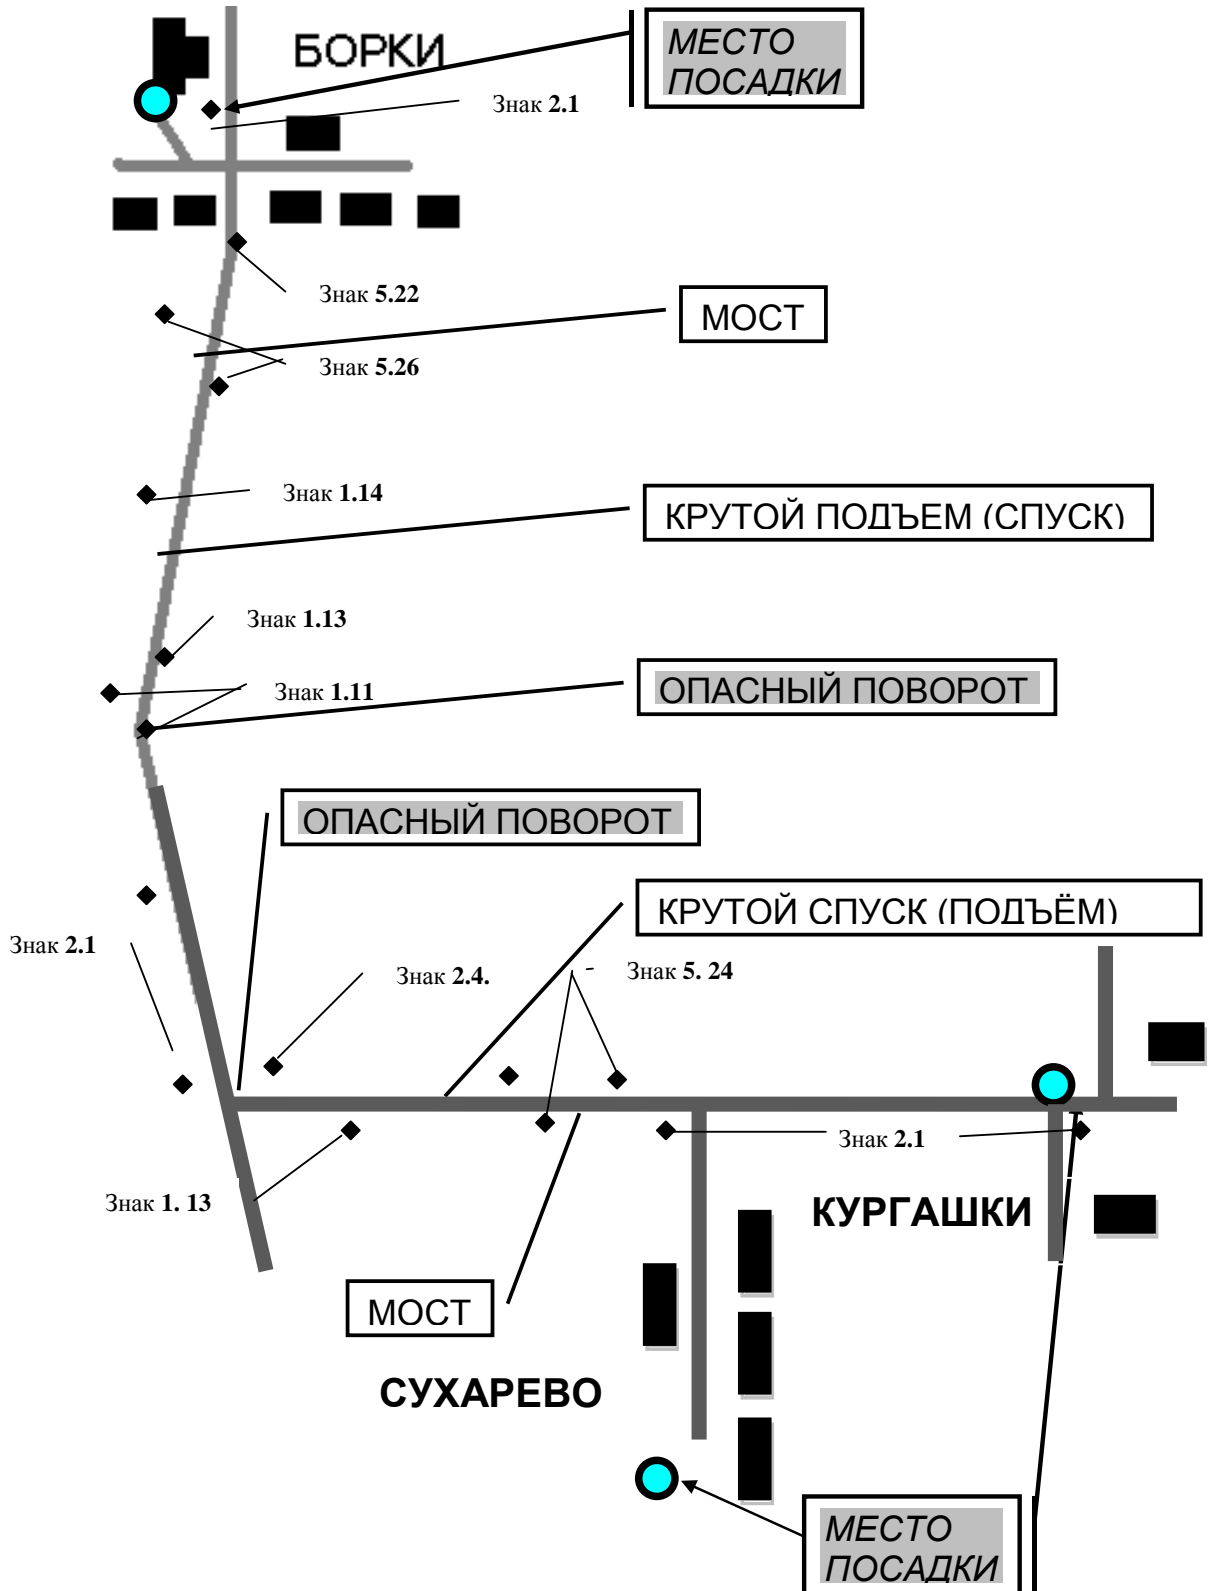 БОРКИ
МЕСТО
ПОСАДКИ
Знак 2.1
Знак 5.22
МОСТ
Знак 5.26
Знак 1.14
КРУТОЙ ПОДЪЕМ (СПУСК)
Знак 1.13
Знак 1.11
ОПАСНЫЙ ПОВОРОТ
ОПАСНЫЙ ПОВОРОТ
КРУТОЙ СПУСК (ПОДЪЁМ)
Знак 2.1
Знак 2.4.
Знак 5. 24
Знак 2.1
Знак 1. 13
КУРГАШКИ
МОСТ
СУХАРЕВО
МЕСТО
ПОСАДКИ